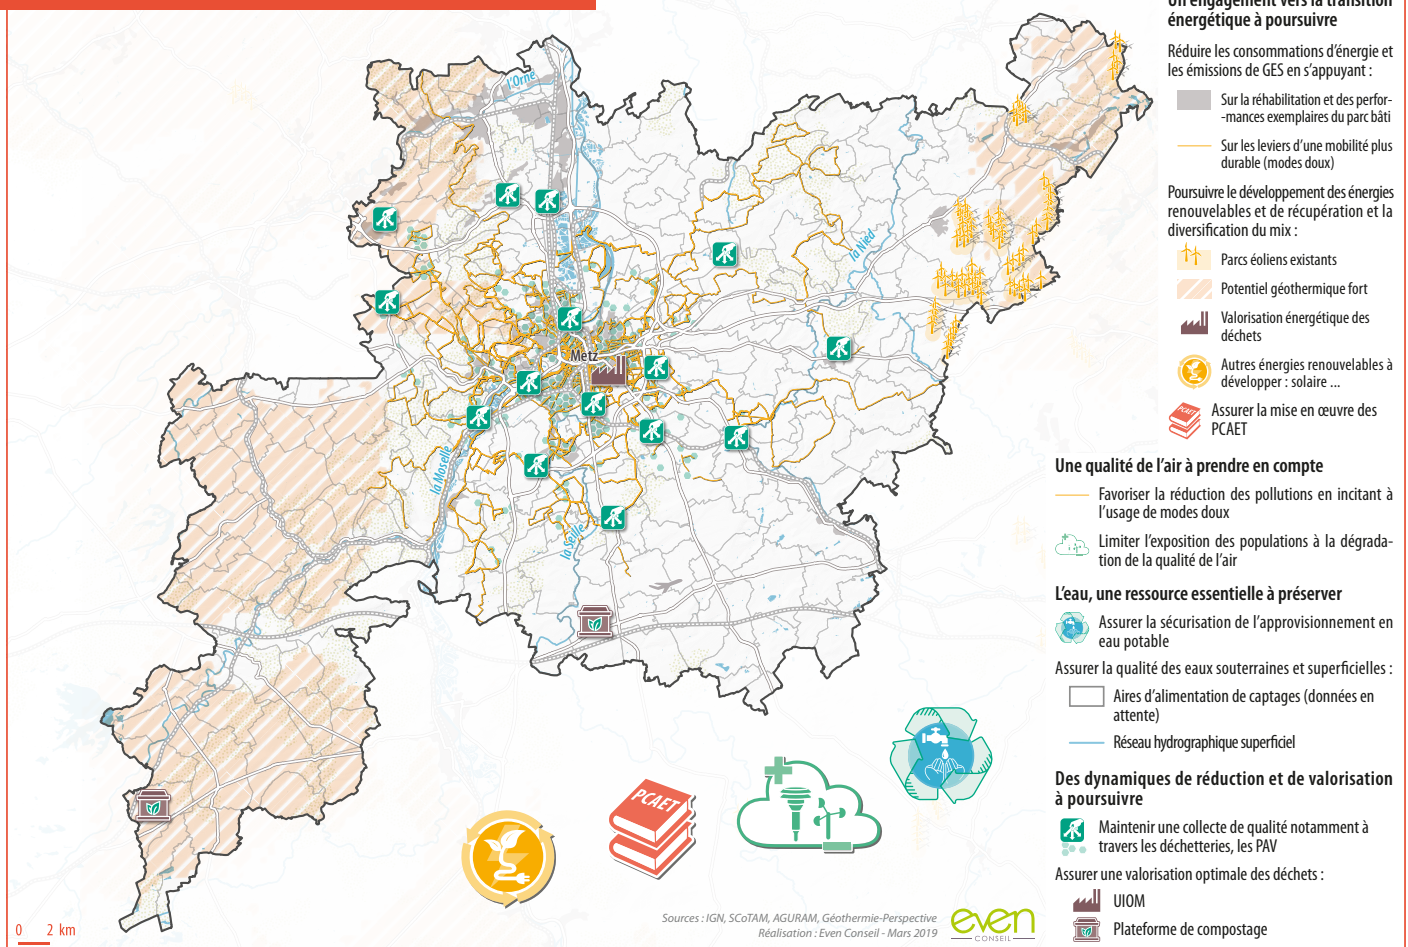 Un engagement vers la transition
énergétique à poursuivre
Réduire les consommations d'énergie et
les émissions de GES en s'appuyant :
Sur la réhabilitation et des perfor-
-mances exemplaires du parc bâti
Sur les leviers d'une mobilité plus
durable (modes doux)
Poursuivre le développement des énergies
renouvelables et de récupération et la
diversification du mix :
Parcs éoliens existants
Potentiel géothermique fort
Valorisation énergétique des
déchets
Autres énergies renouvelables à
développer : solaire ...
PCAET
Assurer la mise en œuvre des
PCAET
Une qualité de l'air à prendre en compte
Favoriser la réduction des pollutions en incitant à
l'usage de modes doux
Limiter l'exposition des populations à la dégrada-
tion de la qualité de l'air
L'eau, une ressource essentielle à préserver
Assurer la sécurisation de l'approvisionnement en
eau potable
Assurer la qualité des eaux souterraines et superficielles :
Aires d'alimentation de captages (données en
attente)
Réseau hydrographique superficiel
Des dynamiques de réduction et de valorisation
à poursuivre
Maintenir une collecte de qualité notamment à
travers les déchetteries, les PAV
Assurer une valorisation optimale des déchets :
UIOM
Plateforme de compostage
l'Orne
la Nied
Metz
la Moselle
la Seille
PCAET
0 2 km
Sources : IGN, SCoTAM, AGURAM, Géothermie-Perspective
Réalisation : Even Conseil - Mars 2019
even
CONSEIL